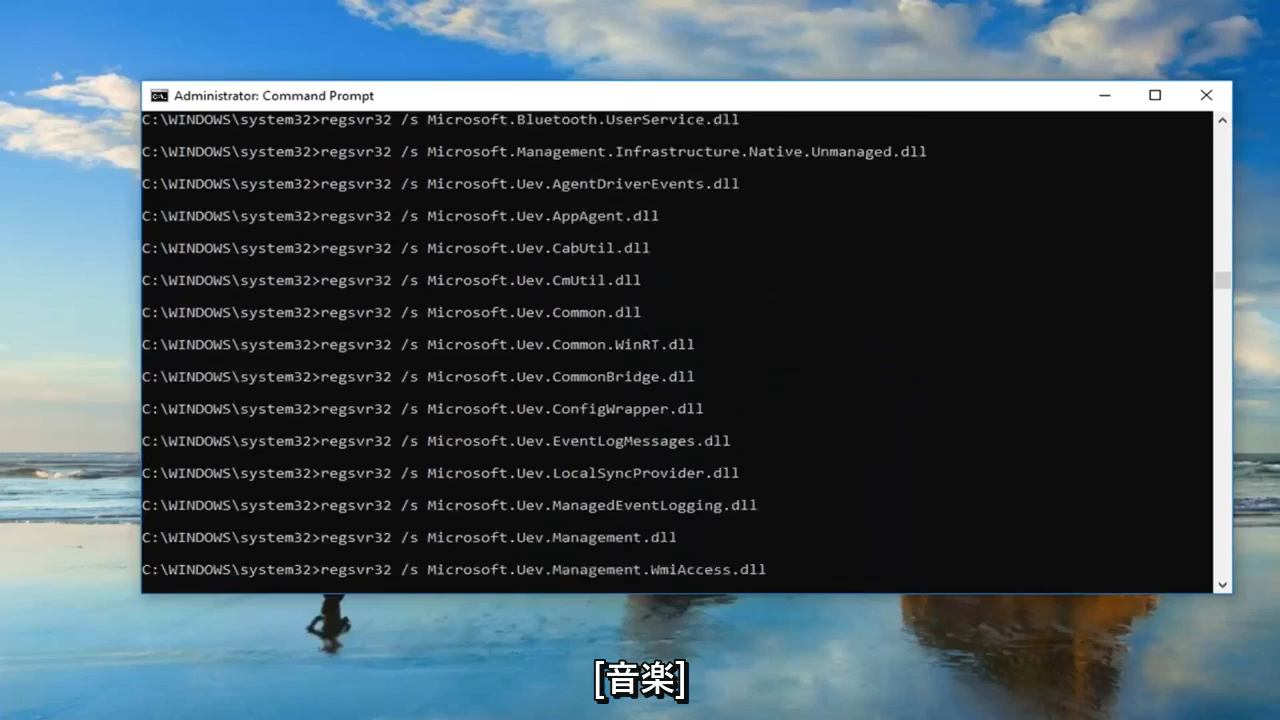 Administrator: Command Prompt
C:\WINDOWS\system32>regsvr32 /s Microsoft.Bluetooth.UserService.dll
C:\WINDOWS\system32>regsvr32 /s Microsoft.Management.Infrastructure.Native.Unmanaged.dll
C:\WINDOWS\system32>regsvr32 /s Microsoft.Uev.AgentDriverEvents.dll
C:\WINDOWS\system32>regsvr32 /s Microsoft.Uev.AppAgent.dll
C:\WINDOWS\system32>regsvr32 /s Microsoft.Uev.CabUtil.dll
C:\WINDOWS\system32>regsvr32 /s Microsoft.Uev.CmUtil.dll
C:\WINDOWS\system32>regsvr32 /s Microsoft.Uev.Common.dll
C:\WINDOWS\system32>regsvr32 /s Microsoft.Uev.Common.WinRT.dll
C:\WINDOWS\system32>regsvr32 /s Microsoft.Uev.CommonBridge.dll
C:\WINDOWS\system32>regsvr32 /s Microsoft.Uev.ConfigWrapper.dll
C:\WINDOWS\system32>regsvr32 /s Microsoft.Uev.EventLogMessages.dll
C:\WINDOWS\system32>regsvr32 /s Microsoft.Uev.LocalSyncProvider.dll
C:\WINDOWS\system32>regsvr32 /s Microsoft.Uev.ManagedEventLogging.dll
C:\WINDOWS\system32>regsvr32 /s Microsoft.Uev.Management.dll
C:\WINDOWS\system32>regsvr32 /s Microsoft.Uev.Management.WmiAccess.dll
[音楽]